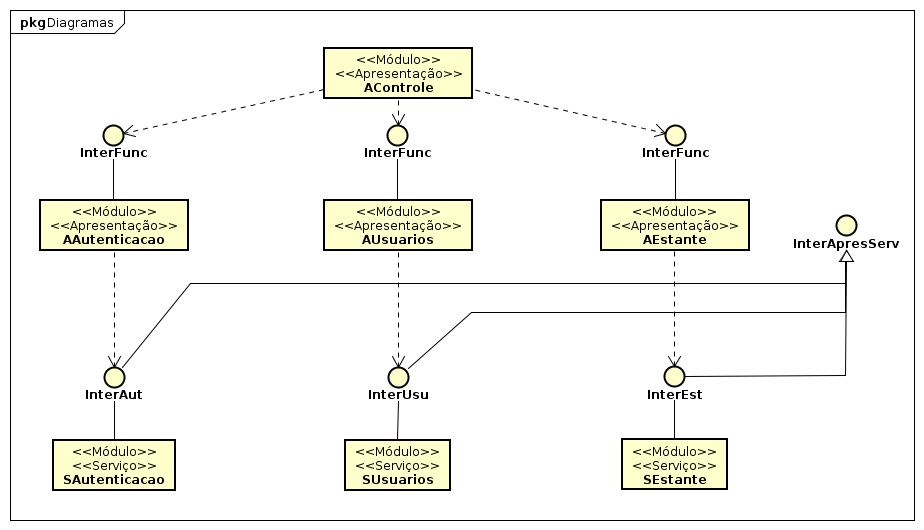 pkg Diagramas
<<Módulo>>
<<Apresentação>>
AControle
InterFunc
InterFunc
InterFunc
<<Módulo>>
<<Apresentação>>
AAutenticacao
<<Módulo>>
<<Apresentação>>
AUsuarios
<<Módulo>>
<<Apresentação>>
AEstante
InterApresServ
InterAut
InterUsu
InterEst
<<Módulo>>
<<Serviço>>
SAutenticacao
<<Módulo>>
<<Serviço>>
SUsuarios
<<Módulo>>
<<Serviço>>
SEstante